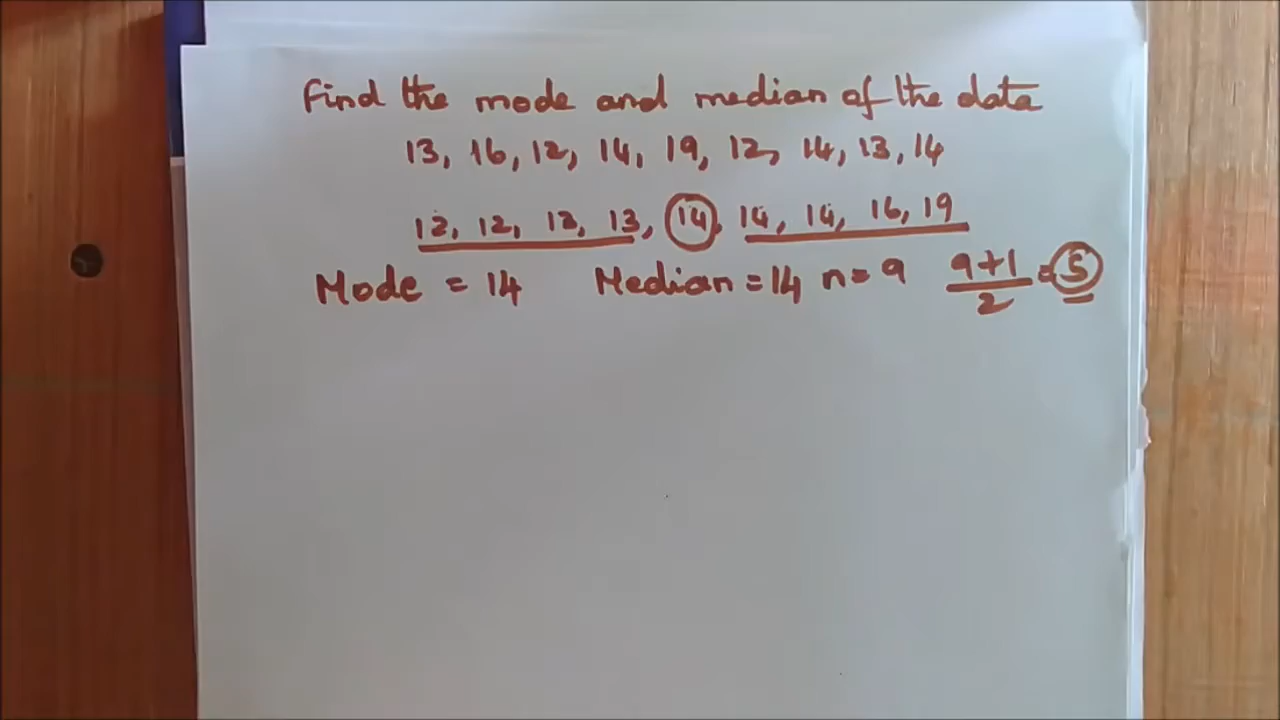 Find the mode and median of the data
13, 16, 12, 14, 19, 12, 14, 13, 14
12, 12, 13, 13, 14, 14, 14, 16, 19
Mode = 14 Median = 14 n = 9 9+1/2 = 5